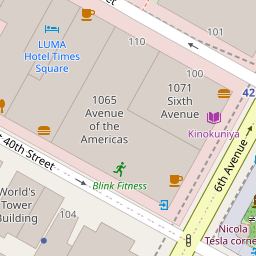 110
LUMA
Hotel Times
Square
100
1071
Sixth
Avenue
42
1065
Avenue
of the
Americas
Kinokuniya
40th Street
Blink Fitness
6th Avenue
World's
Tower
Building
104
Nicola
Tesla corner